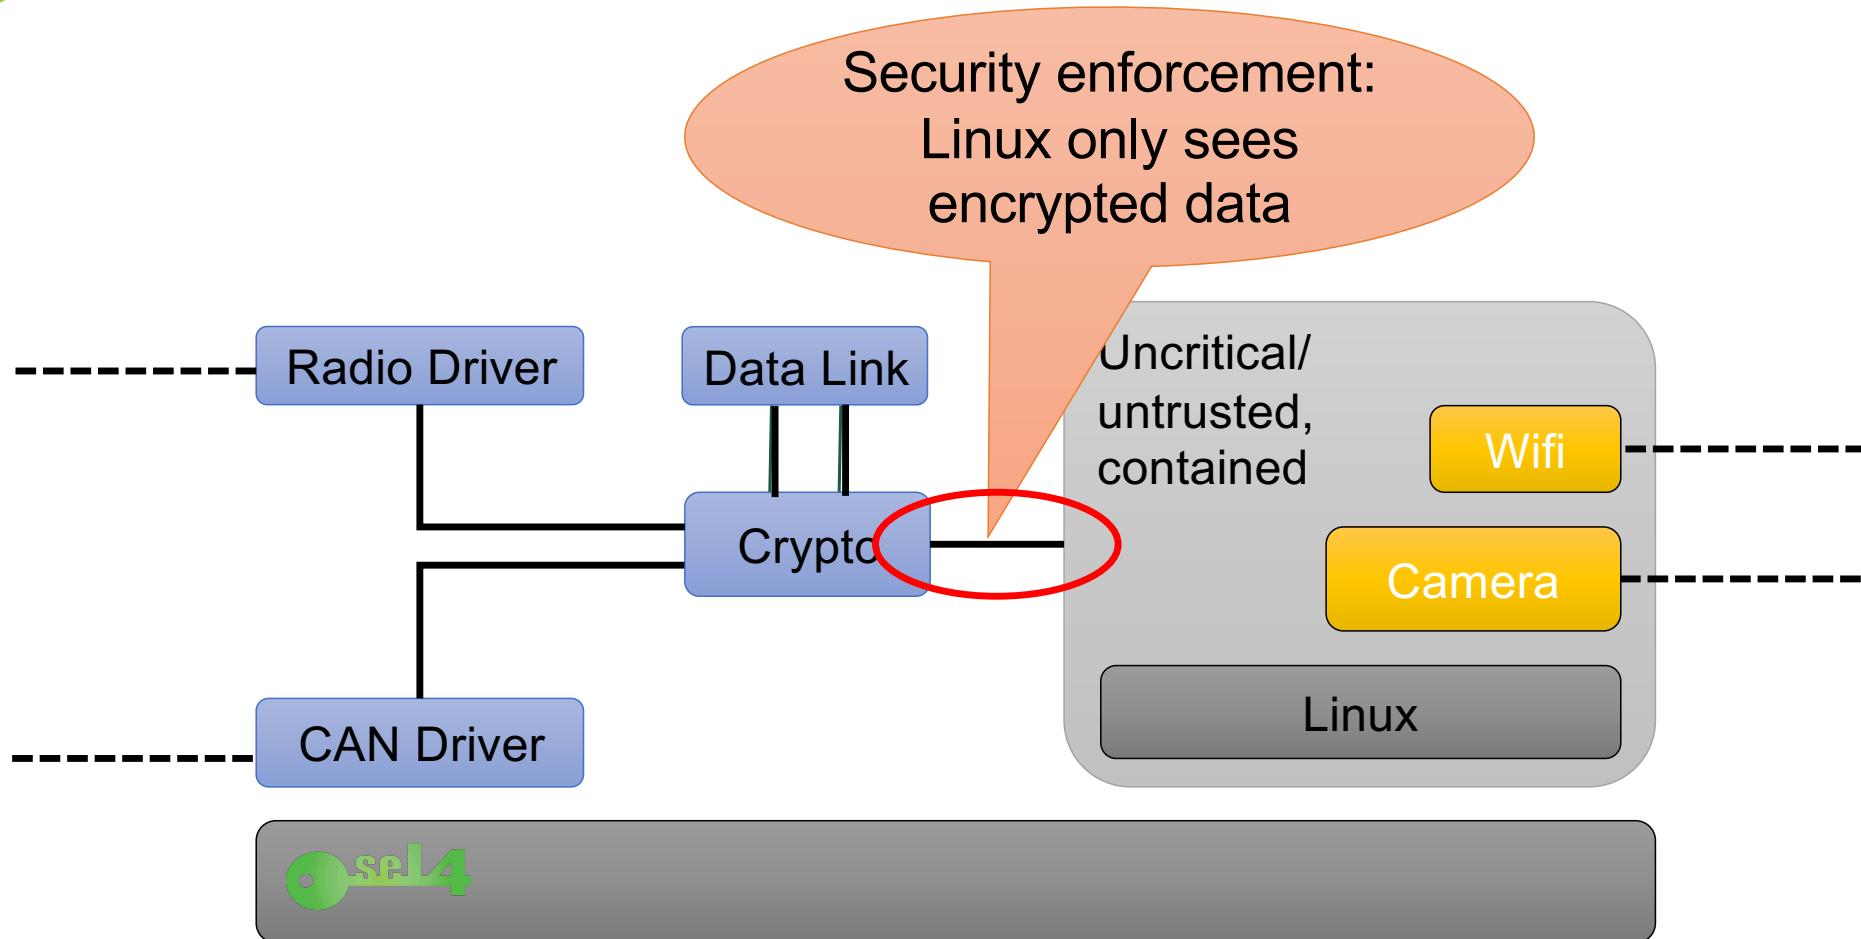 Security enforcement:
Linux only sees
encrypted data
Radio Driver
Data Link
Uncritical/
untrusted,
contained
Wifi
Crypto
Camera
Linux
CAN Driver
seL4